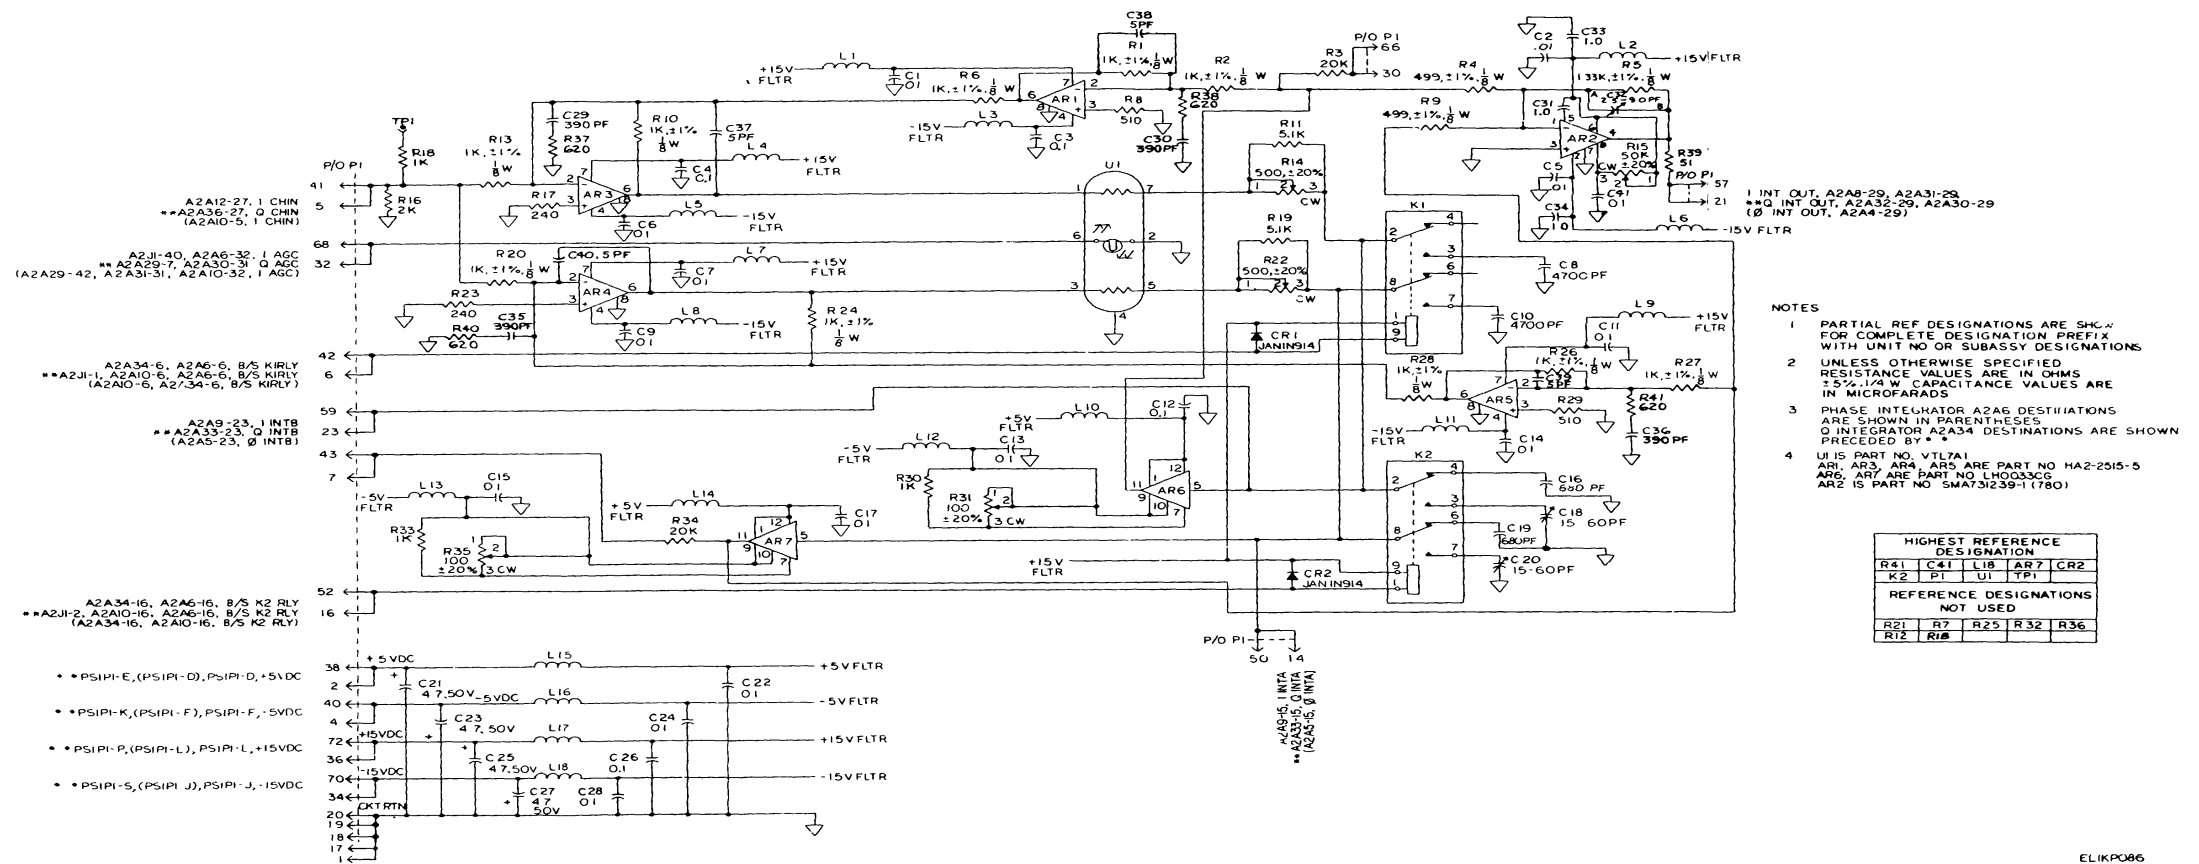 C38
5PF
R1
1K,±1%,1/8 W
P/O P1
66
30
R3
20K
R2
1K,±1%,1/8 W
C2
.01
C33
1.0
L2
+15V FLTR
R5
133K,±1%,1/8 W
R4
499,±1%,1/8 W
R9
499,±1%,1/8 W
C31
1.0
AR2
R15
50K
±20%
CW
R39
51
P/O P1
57
21
1 INT OUT, A2A8-29, A2A31-29
**Q INT OUT, A2A32-29, A2A30-29
(Ø INT OUT, A2A4-29)
C5
.01
C34
1.0
C41
01
L6
-15V FLTR
+15V
FLTR
L1
C1
01
R6
1K,±1%,1/8 W
AR1
R8
510
R38
620
C30
390PF
-15V
FLTR
L3
C3
0.1
TP1
R18
1K
R13
1K,±1%
1/8 W
C29
390PF
R37
620
R10
1K,±1%
1/8 W
C37
5PF
L4
+15V
FLTR
C4
0.1
AR3
R17
240
L5
-15V
FLTR
C6
01
R16
2K
P/O P1
41
5
A2A12-27, 1 CHIN
**A2A36-27, Q CHIN
(A2A10-5, 1 CHIN)
68
32
A2J1-40, A2A6-32, 1 AGC
**A2A29-7, A2A30-31 Q AGC
(A2A29-42, A2A31-31, A2A10-32, 1 AGC)
R20
1K,±1%,1/8 W
C40,5PF
L7
+15V
FLTR
C7
01
AR4
R23
240
R40
620
C35
390PF
L8
-15V
FLTR
C9
01
R24
1K,±1%
1/8 W
U1
R11
5.1K
R14
500,±20%
CW
R19
5.1K
R22
500,±20%
CW
K1
C8
4700PF
C10
4700PF
CR1
JAN1N914
L9
+15V
FLTR
C11
01
R26
1K,±1%,1/8 W
C39
5PF
R27
1K,±1%,1/8 W
R28
1K,±1%
1/8 W
AR5
R29
510
R41
620
C36
390PF
-15V
FLTR
L11
C14
01
42
6
A2A34-6, A2A6-6, B/S K1RLY
**A2J1-1, A2A10-6, A2A6-6, B/S K1RLY
(A2A10-6, A2A34-6, B/S K1RLY)
59
23
A2A9-23, 1 INTB
**A2A33-23, Q INTB
(A2A5-23, Ø INTB)
43
7
-5V
FLTR
L13
C15
01
R33
1K
R35
100
±20%
3 CW
+5V
FLTR
L14
C17
01
R34
20K
AR7
-5V
FLTR
L12
C13
01
+5V
FLTR
L10
C12
0.1
R30
1K
R31
100
±20%
3 CW
AR6
K2
C16
680 PF
C18
15-60PF
C19
680PF
C20
15-60PF
+15V
FLTR
CR2
JAN1N914
52
16
A2A34-16, A2A6-16, B/S K2 RLY
**A2J1-2, A2A10-16, A2A6-16, B/S K2 RLY
(A2A34-16, A2A10-16, B/S K2 RLY)
P/O P1
50 14
A2A9-15, 1 INTA
**A2A33-15, Q INTA
(A2A5-15, Ø INTA)
38
2
**PS1P1-E,(PS1P1-D),PS1P1-D,+5VDC
+5VDC
L15
+5VFLTR
C21
47,50V
C22
01
40
4
**PS1P1-K,(PS1P1-F),PS1P1-F,-5VDC
-5VDC
L16
-5VFLTR
C23
47,50V
C24
01
72
36
**PS1P1-P,(PS1P1-L),PS1P1-L,+15VDC
+15VDC
L17
+15VFLTR
C25
47,50V
C26
0.1
70
34
**PS1P1-S,(PS1P1 J),PS1P1-J,-15VDC
-15VDC
L18
-15VFLTR
C27
47
50V
C28
01
CKT RTN
20
19
18
17
1
NOTES
1 PARTIAL REF DESIGNATIONS ARE SHOWN
FOR COMPLETE DESIGNATION PREFIX
WITH UNIT NO OR SUBASSY DESIGNATIONS
2 UNLESS OTHERWISE SPECIFIED
RESISTANCE VALUES ARE IN OHMS
±5%,1/4 W CAPACITANCE VALUES ARE
IN MICROFARADS
3 PHASE INTEGRATOR A2A6 DESTINATIONS
ARE SHOWN IN PARENTHESES
Q INTEGRATOR A2A34 DESTINATIONS ARE SHOWN
PRECEDED BY **
4 U1 IS PART NO. VTL7A1
AR1, AR3, AR4, AR5 ARE PART NO HA2-2515-5
AR6, AR7 ARE PART NO LH0033CG
AR2 IS PART NO SMA731239-1 (780)
HIGHEST REFERENCE
DESIGNATION
R41 C41 L18 AR7 CR2
K2 P1 U1 TP1
REFERENCE DESIGNATIONS
NOT USED
R21 R7 R25 R32 R36
R12 R18
EL1KP086